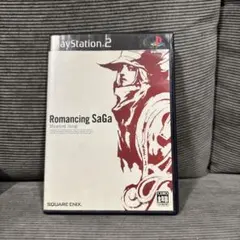 PlayStation 2
Romancing SaGa
SQUARE ENIX